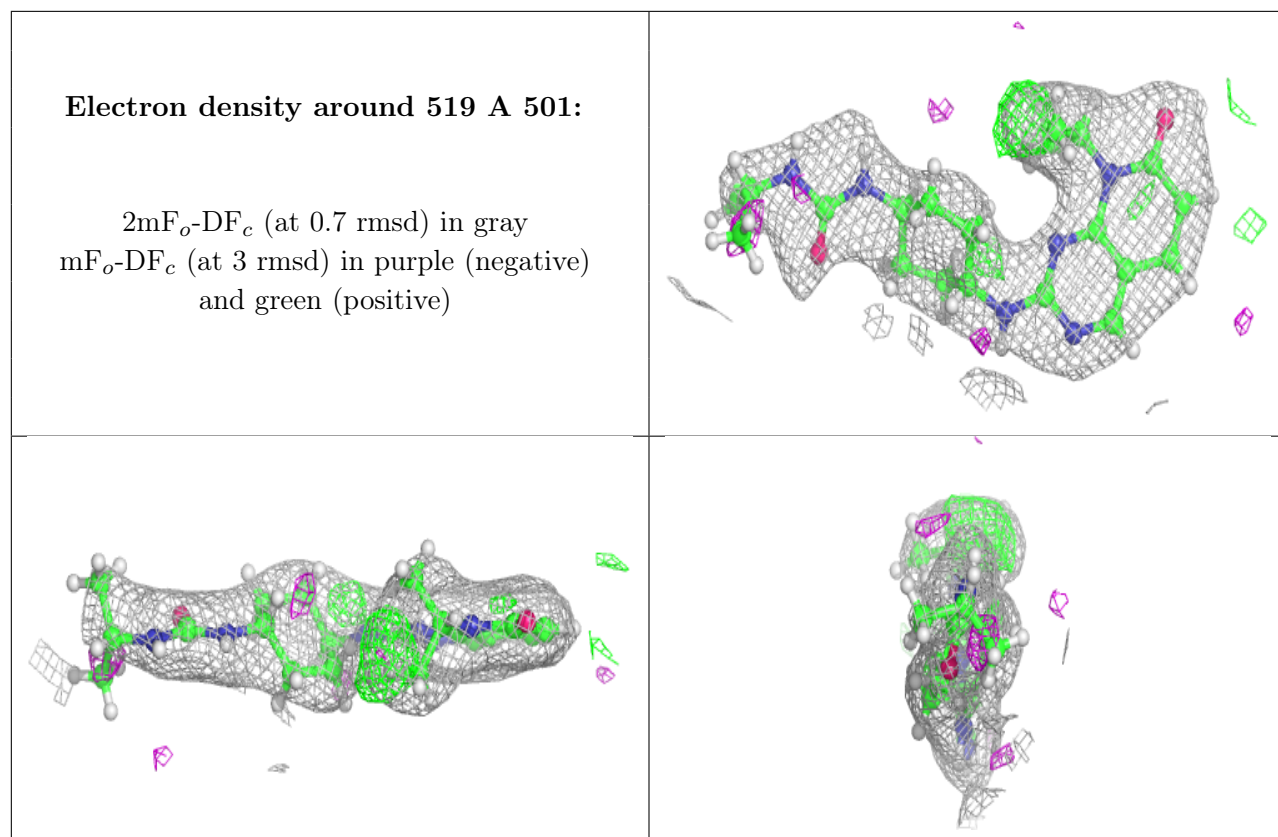 Electron density around 519 A 501:
2mFo-DFc (at 0.7 rmsd) in gray
mFo-DFc (at 3 rmsd) in purple (negative)
and green (positive)